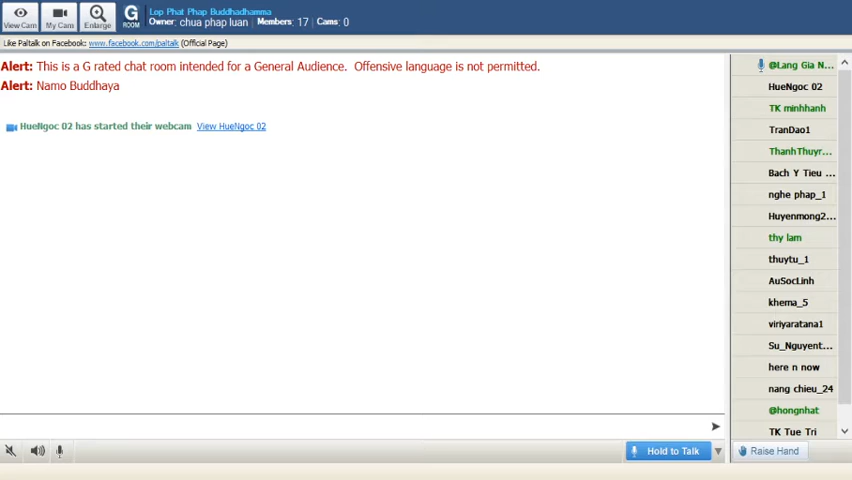 View Cam
My Cam
Enlarge
G
ROOM
Lop Phat Phap Buddhadhamma
Owner: chua phap luan Members: 17 Cams: 0
Like Paltalk on Facebook: www.facebook.com/paltalk (Official Page)
Alert: This is a G rated chat room intended for a General Audience. Offensive language is not permitted.
Alert: Namo Buddhaya
HueNgoc 02 has started their webcam View HueNgoc 02
@Lang Gia N...
HueNgoc 02
TK minhhanh
TranDao1
ThanhThuyr...
Bach Y Tieu ...
nghe phap_1
Huyenmong2...
thy lam
thuytu_1
AuSocLinh
khema_5
viriyaratana1
Su_Nguyent...
here n now
nang chieu_24
@hongnhat
TK Tue Tri
Hold to Talk
Raise Hand